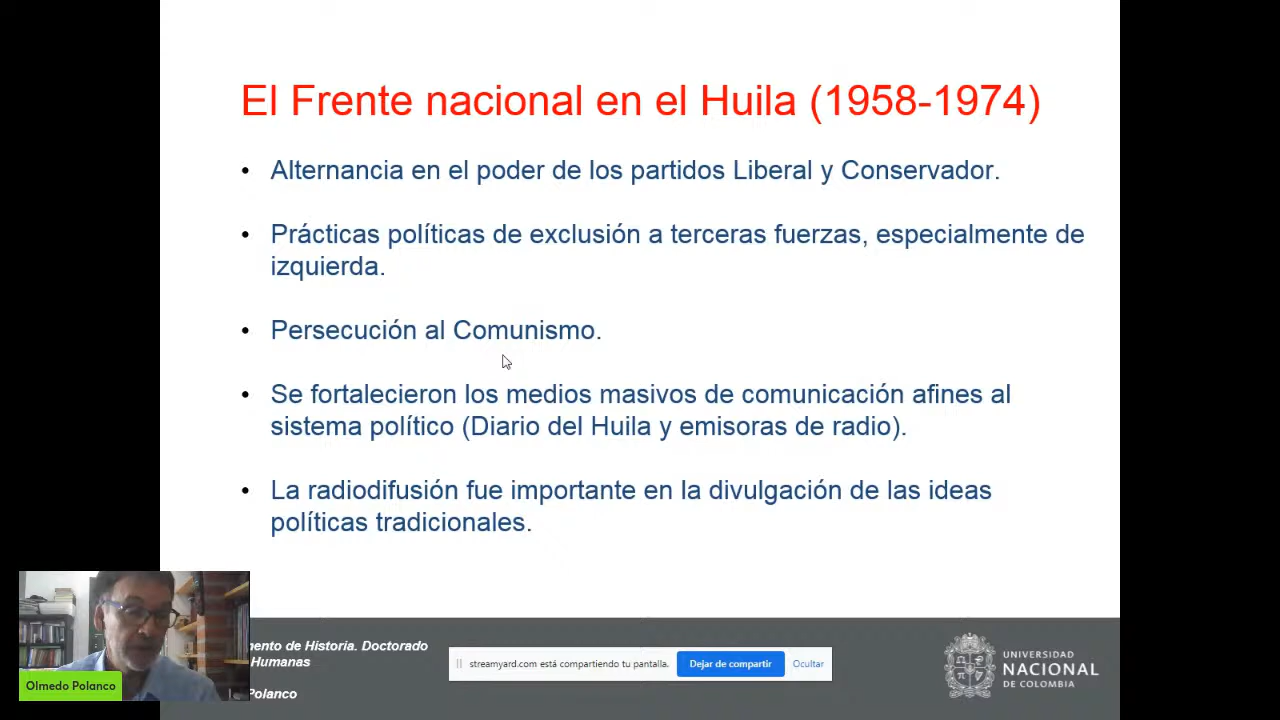 El Frente nacional en el Huila (1958-1974)
• Alternancia en el poder de los partidos Liberal y Conservador.
• Prácticas políticas de exclusión a terceras fuerzas, especialmente de
izquierda.
• Persecución al Comunismo.
• Se fortalecieron los medios masivos de comunicación afines al
sistema político (Diario del Huila y emisoras de radio).
• La radiodifusión fue importante en la divulgación de las ideas
políticas tradicionales.
mento de Historia. Doctorado
Humanas
Polanco
Olmedo Polanco
streamyard.com está compartiendo tu pantalla.
Dejar de compartir
Ocultar
UNIVERSIDAD
NACIONAL
DE COLOMBIA